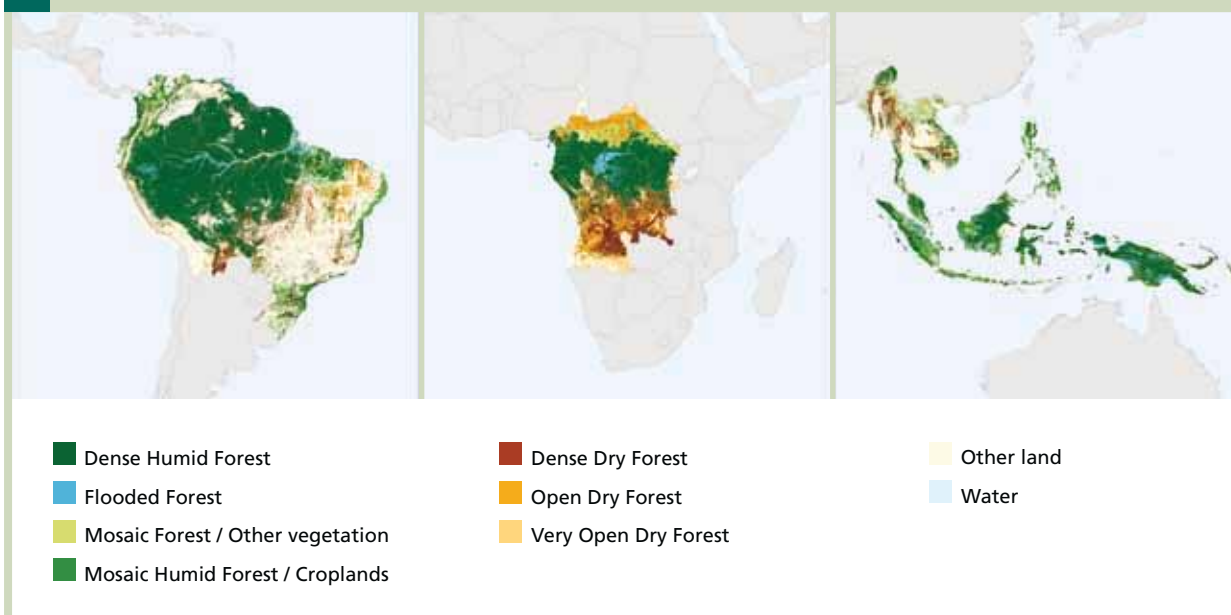 Dense Humid Forest
Flooded Forest
Mosaic Forest / Other vegetation
Mosaic Humid Forest / Croplands
Dense Dry Forest
Open Dry Forest
Very Open Dry Forest
Other land
Water